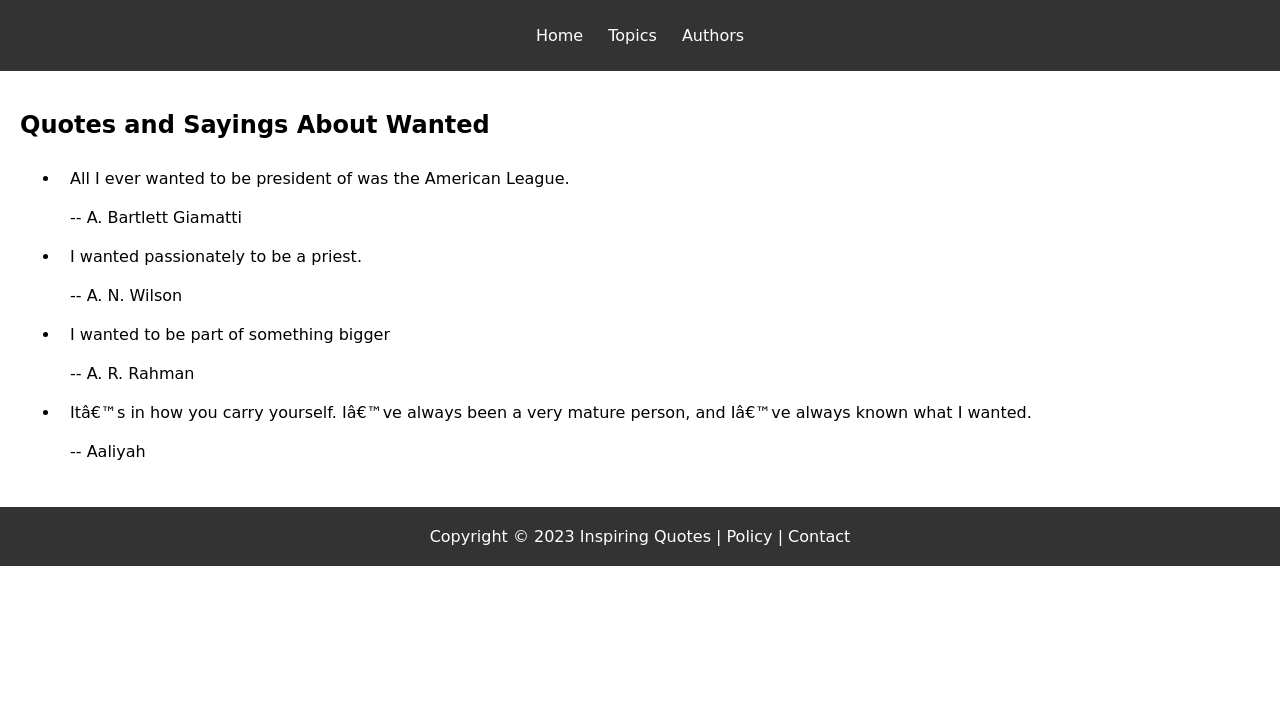 Home Topics Authors
Quotes and Sayings About Wanted
• All I ever wanted to be president of was the American League.
-- A. Bartlett Giamatti
• I wanted passionately to be a priest.
-- A. N. Wilson
• I wanted to be part of something bigger
-- A. R. Rahman
• Itâ€™s in how you carry yourself. Iâ€™ve always been a very mature person, and Iâ€™ve always known what I wanted.
-- Aaliyah
Copyright © 2023 Inspiring Quotes | Policy | Contact